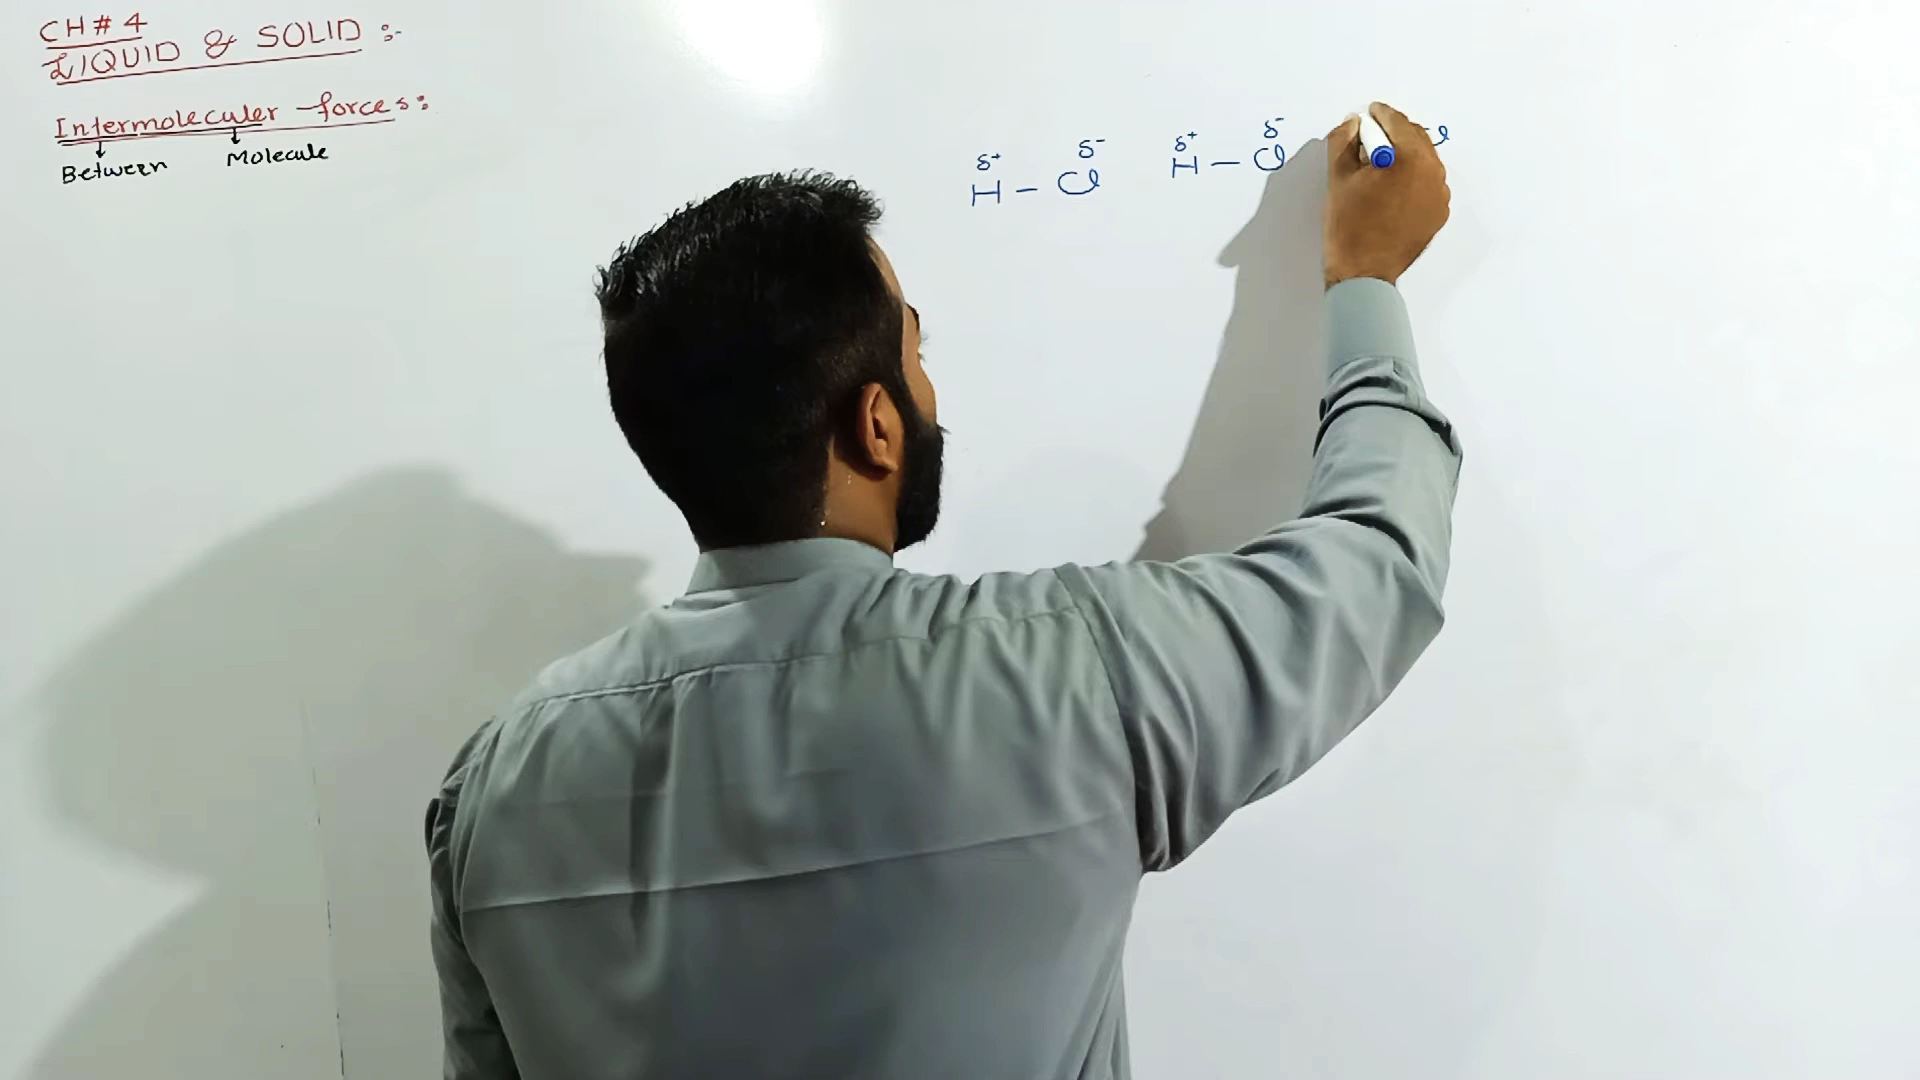 CH# 4
LIQUID & SOLID :-
Intermoleculer forces:
Between Molecule
δ+ δ- δ+ δ-
H - Cl H - Cl